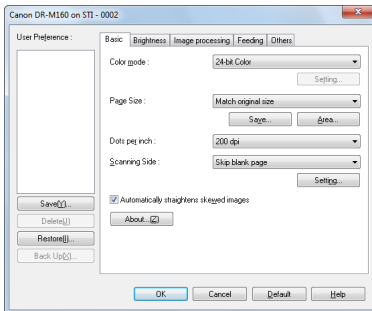 Canon DR-M160 on STI - 0002
User Preference :
Basic Brightness Image processing Feeding Others
Color mode : 24-bit Color
Setting...
Page Size : Match original size
Save... Area...
Dots per inch : 200 dpi
Scanning Side : Skip blank page
Setting...
Automatically straightens skewed images
About...(Z)
Save(Y)...
Delete(J)
Restore(I)...
Back Up(X)...
OK Cancel Default Help